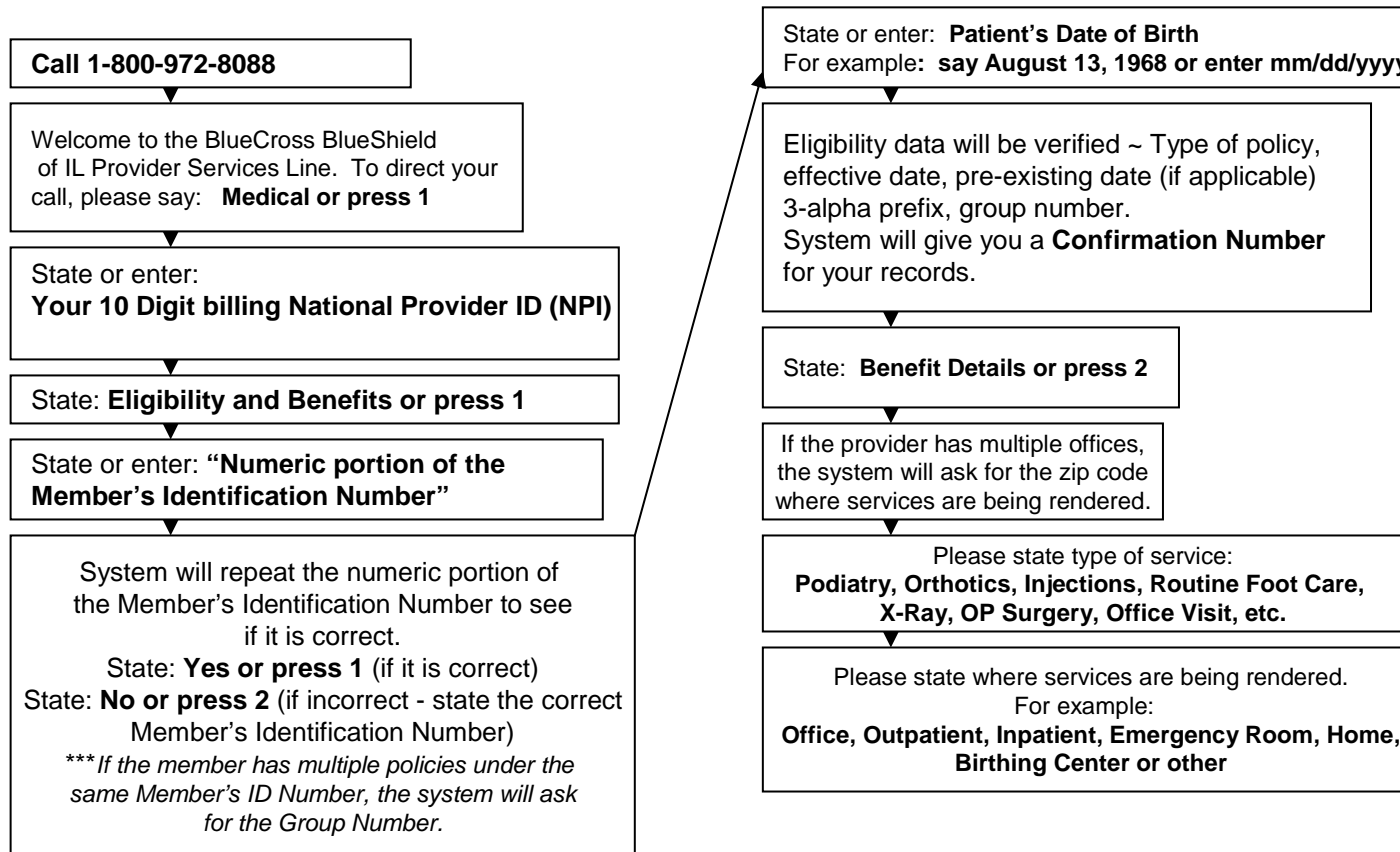 Call 1-800-972-8088
Welcome to the BlueCross BlueShield
of IL Provider Services Line. To direct your
call, please say: Medical or press 1
State or enter:
Your 10 Digit billing National Provider ID (NPI)
State: Eligibility and Benefits or press 1
State or enter: “Numeric portion of the
Member’s Identification Number”
System will repeat the numeric portion of
the Member’s Identification Number to see
if it is correct.
State: Yes or press 1 (if it is correct)
State: No or press 2 (if incorrect - state the correct
Member’s Identification Number)
***If the member has multiple policies under the
same Member’s ID Number, the system will ask
for the Group Number.
State or enter: Patient’s Date of Birth
For example: say August 13, 1968 or enter mm/dd/yyyy
Eligibility data will be verified ~ Type of policy,
effective date, pre-existing date (if applicable)
3-alpha prefix, group number.
System will give you a Confirmation Number
for your records.
State: Benefit Details or press 2
If the provider has multiple offices,
the system will ask for the zip code
where services are being rendered.
Please state type of service:
Podiatry, Orthotics, Injections, Routine Foot Care,
X-Ray, OP Surgery, Office Visit, etc.
Please state where services are being rendered.
For example:
Office, Outpatient, Inpatient, Emergency Room, Home,
Birthing Center or other